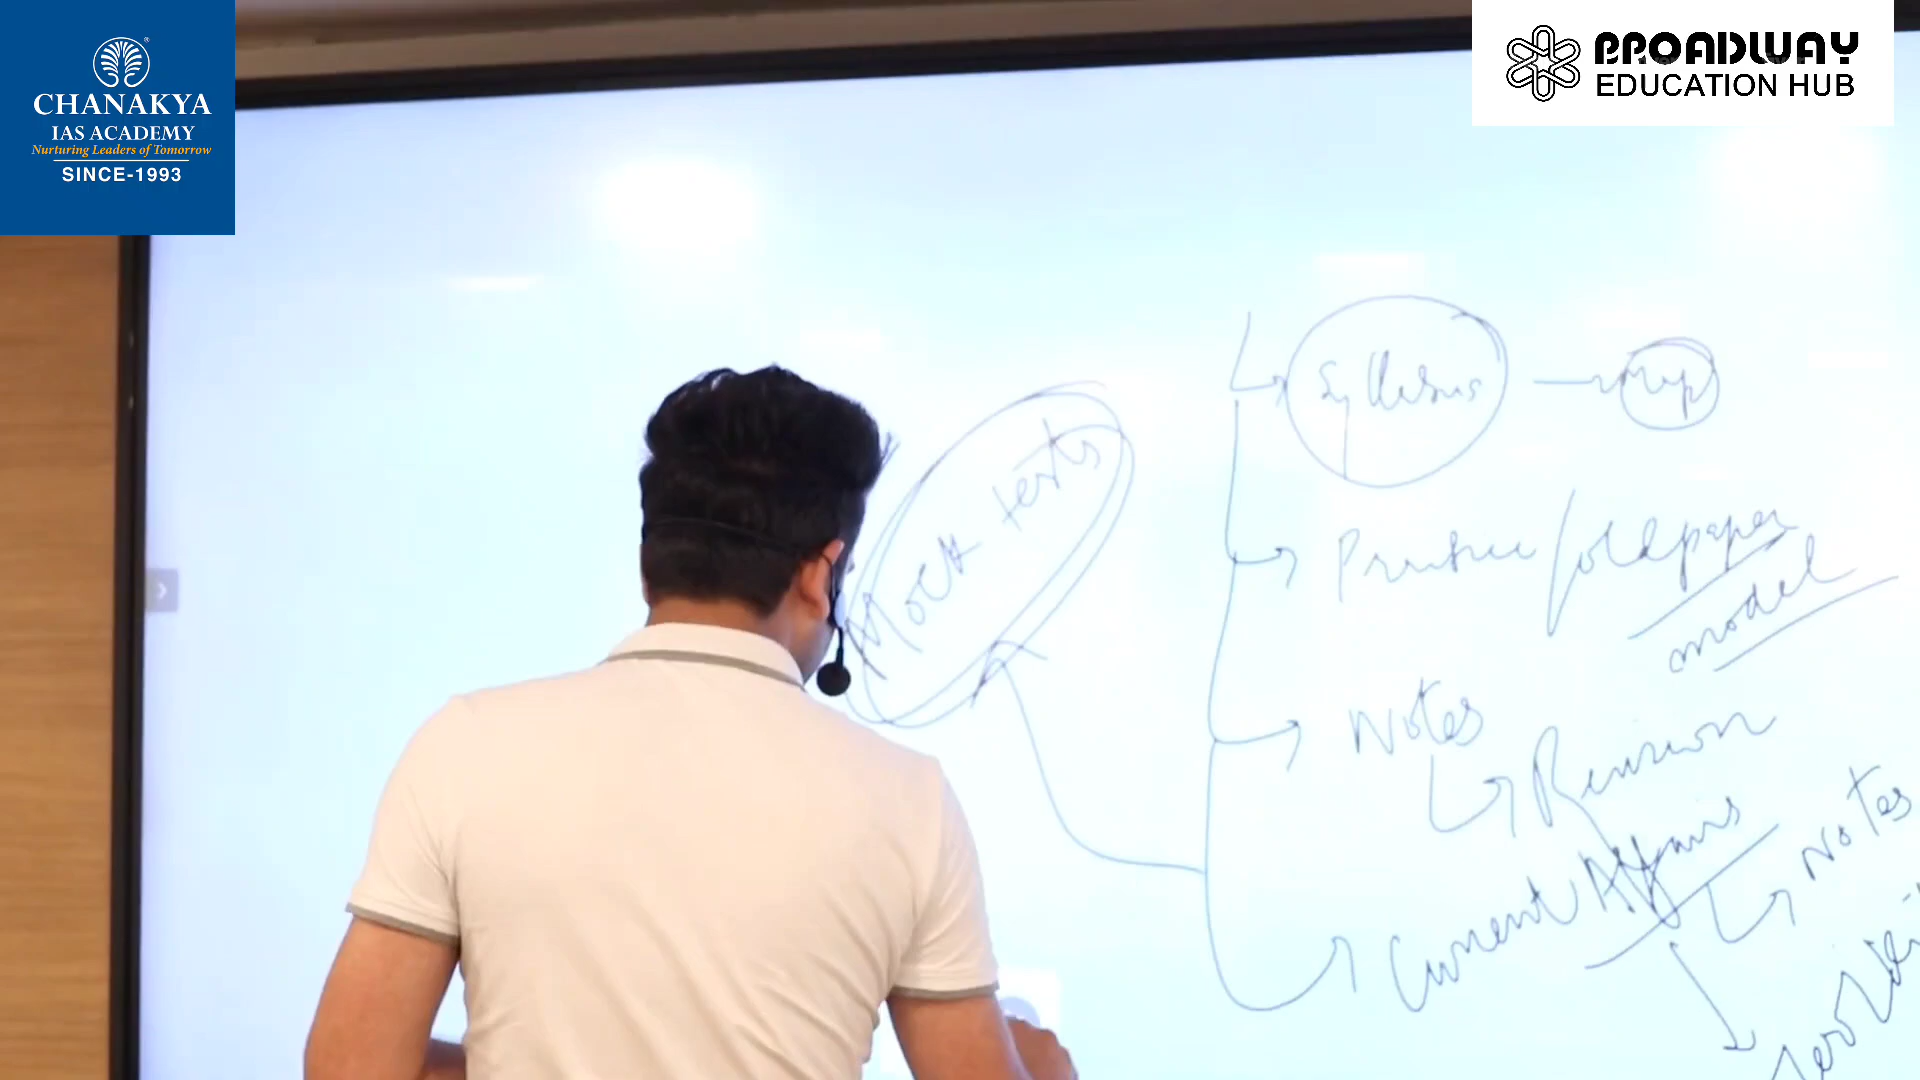 CHANAKYA
IAS ACADEMY
Nurturing Leaders of Tomorrow
SINCE-1993
BROADWAY
EDUCATION HUB
Syllabus
Mock tests
Practice / old paper
model
Notes
Revision
Current Affairs
Notes